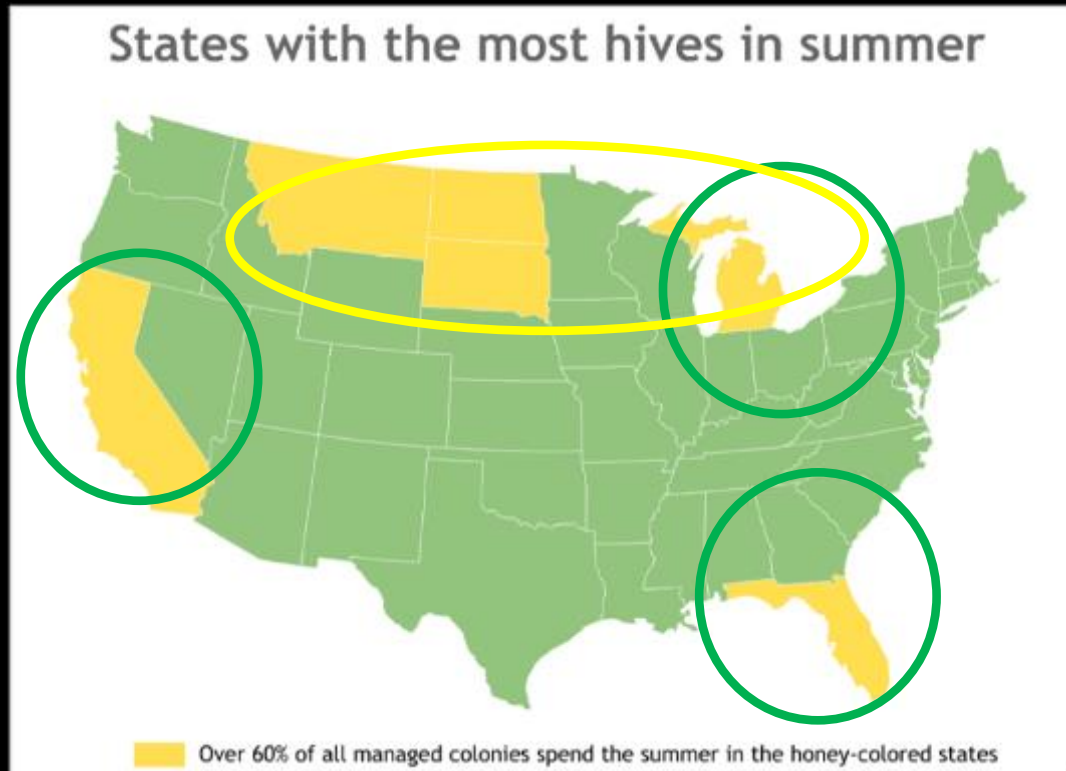 States with the most hives in summer
Over 60% of all managed colonies spend the summer in the honey-colored states